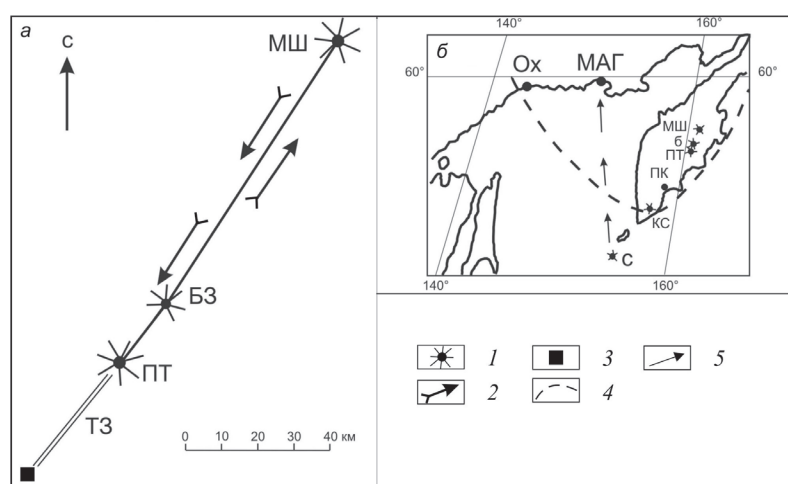 а
с
МШ
БЗ
ПТ
ТЗ
0 10 20 30 40 км
140° 160°
б
60° 60°
Ох МАГ
МШ
б
ПТ
ПК
КС
С
140° 160°
1 3 5
2 4